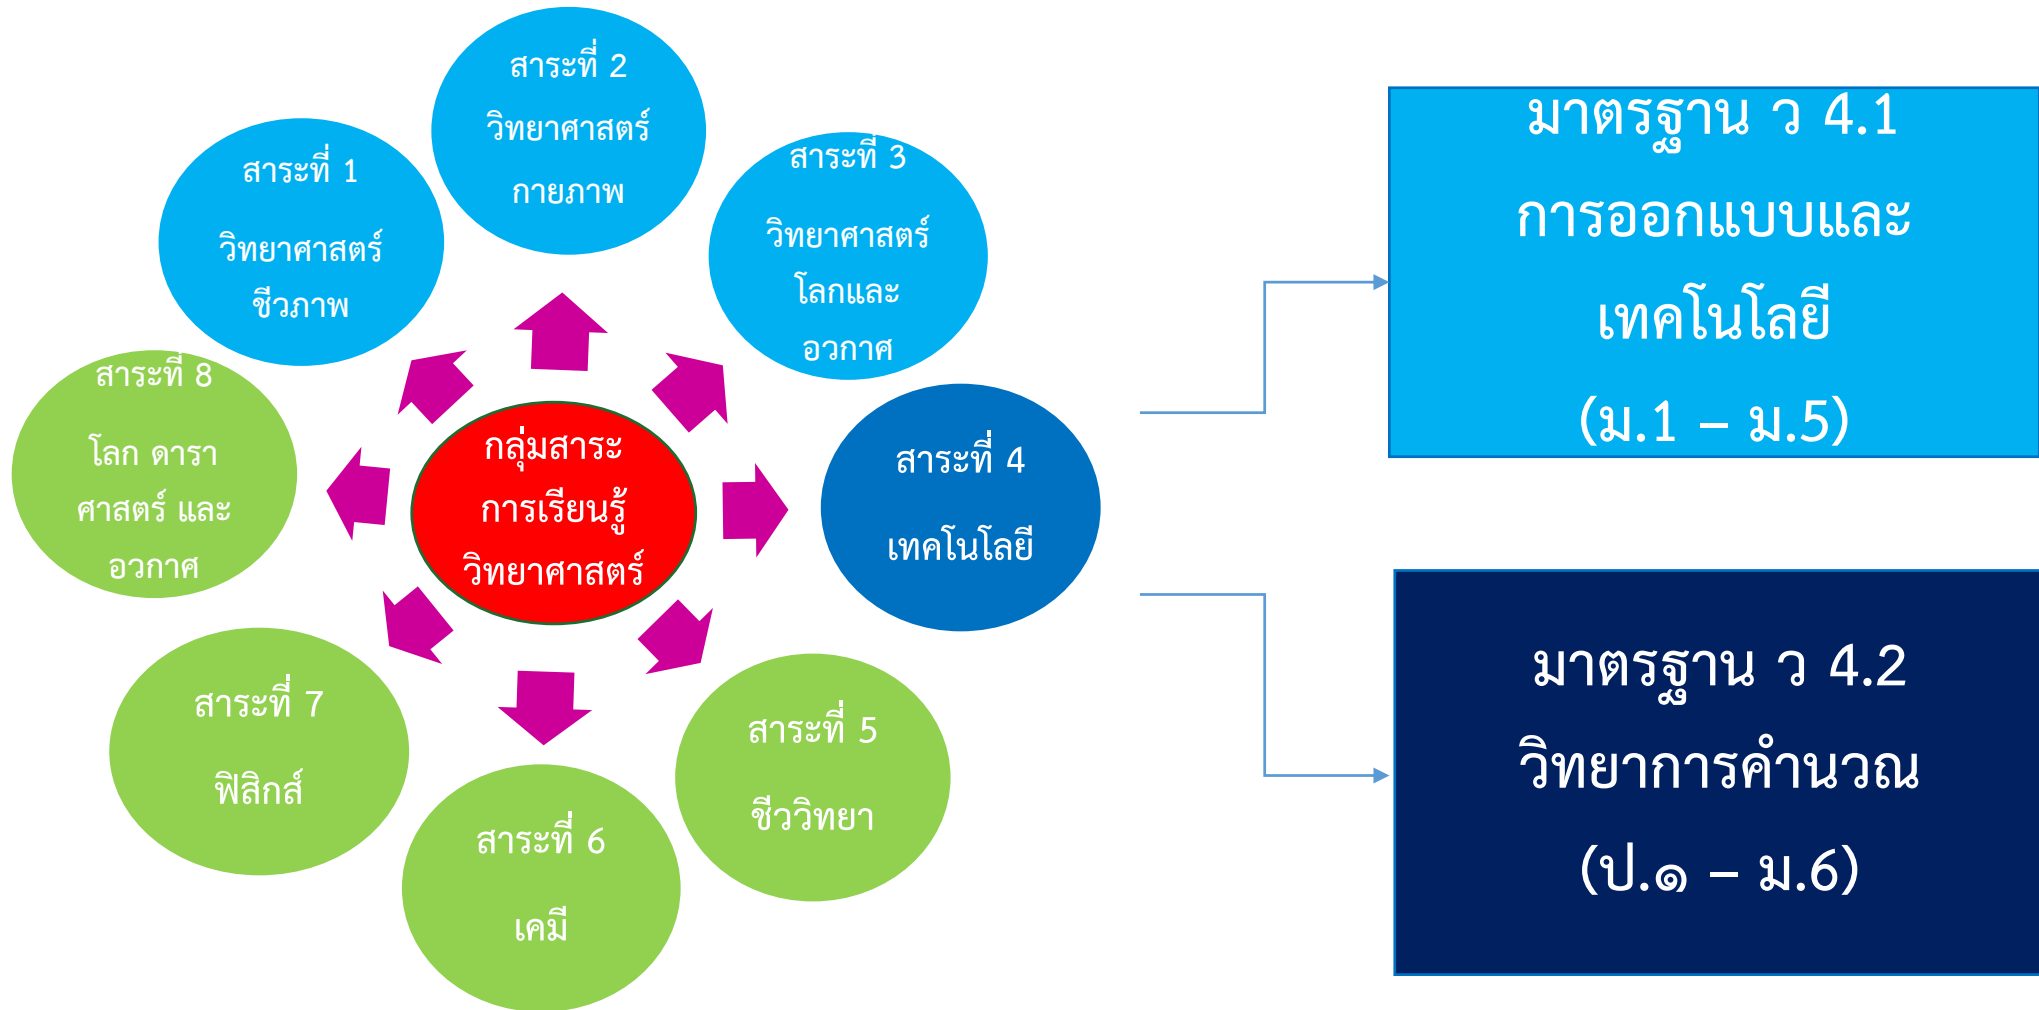 สาระที่ 2
วิทยาศาสตร์
กายภาพ
สาระที่ 1
วิทยาศาสตร์
ชีวภาพ
สาระที่ 3
วิทยาศาสตร์
โลกและ
อวกาศ
สาระที่ 8
โลก ดารา
ศาสตร์ และ
อวกาศ
กลุ่มสาระ
การเรียนรู้
วิทยาศาสตร์
สาระที่ 4
เทคโนโลยี
สาระที่ 7
ฟิสิกส์
สาระที่ 6
เคมี
สาระที่ 5
ชีววิทยา
มาตรฐาน ว 4.1
การออกแบบและ
เทคโนโลยี
(ม.1 – ม.5)
มาตรฐาน ว 4.2
วิทยาการคำนวณ
(ป.๑ – ม.6)